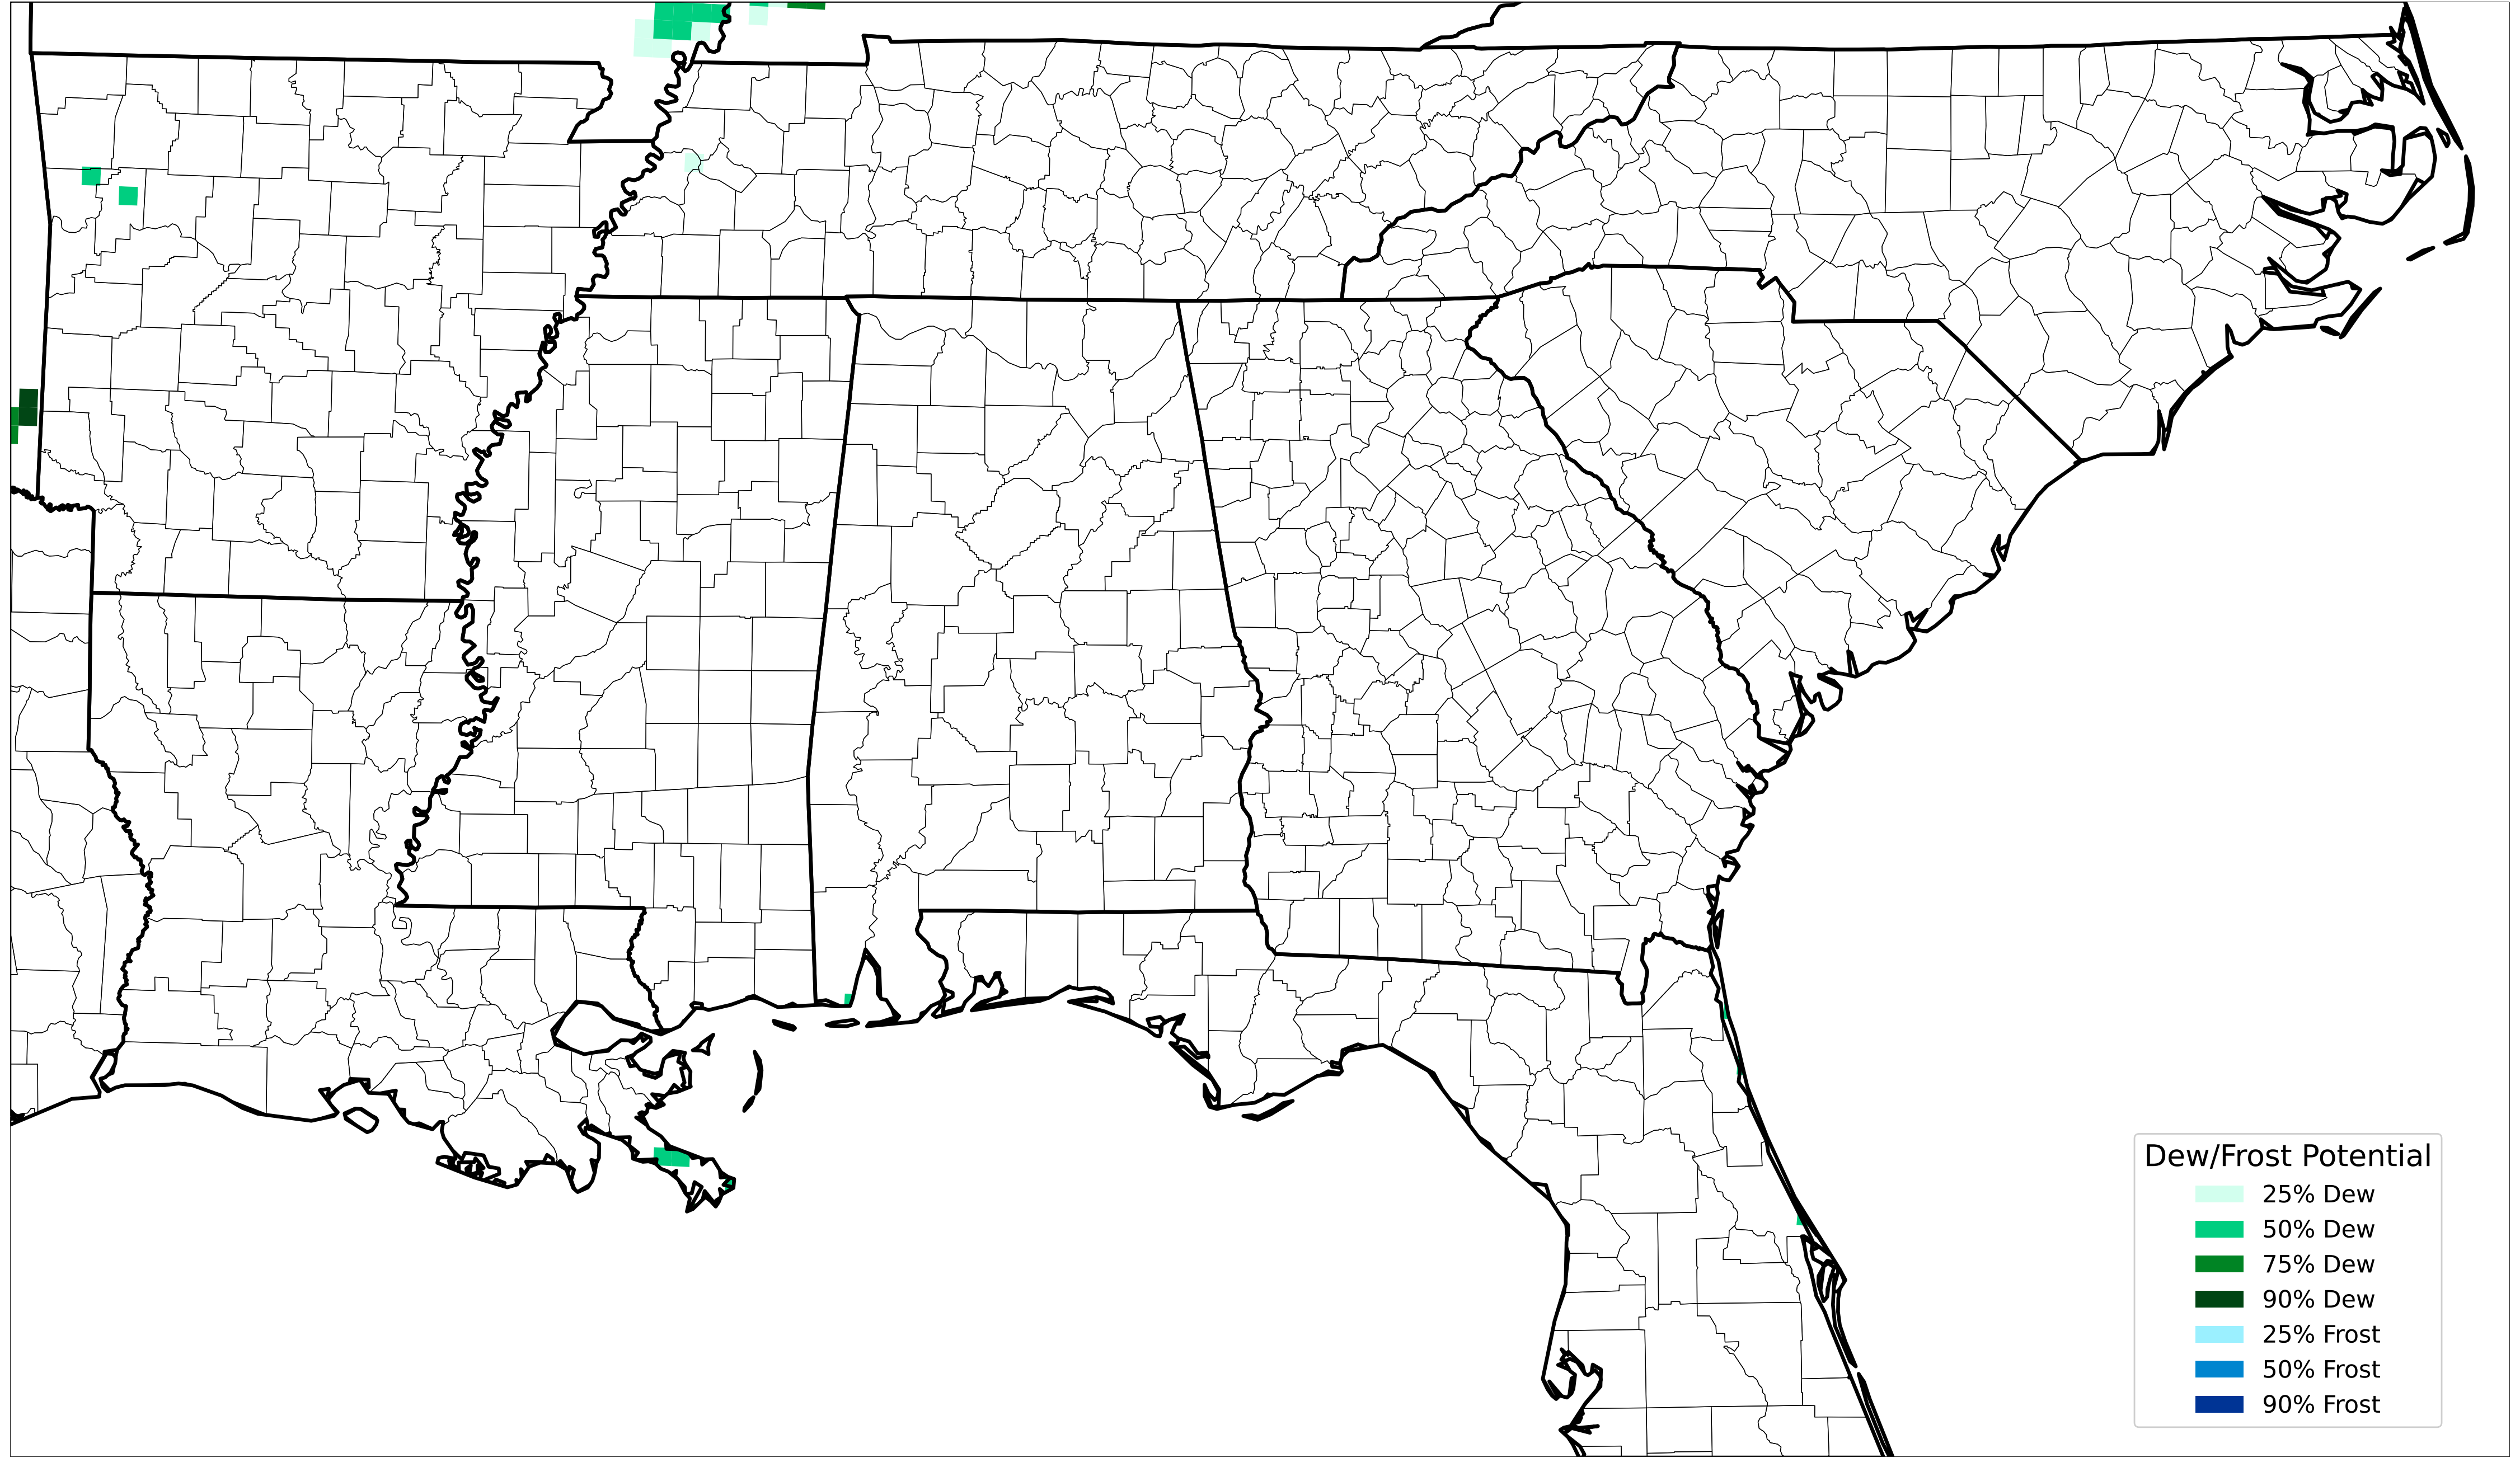 Dew/Frost Potential
25% Dew
50% Dew
75% Dew
90% Dew
25% Frost
50% Frost
90% Frost